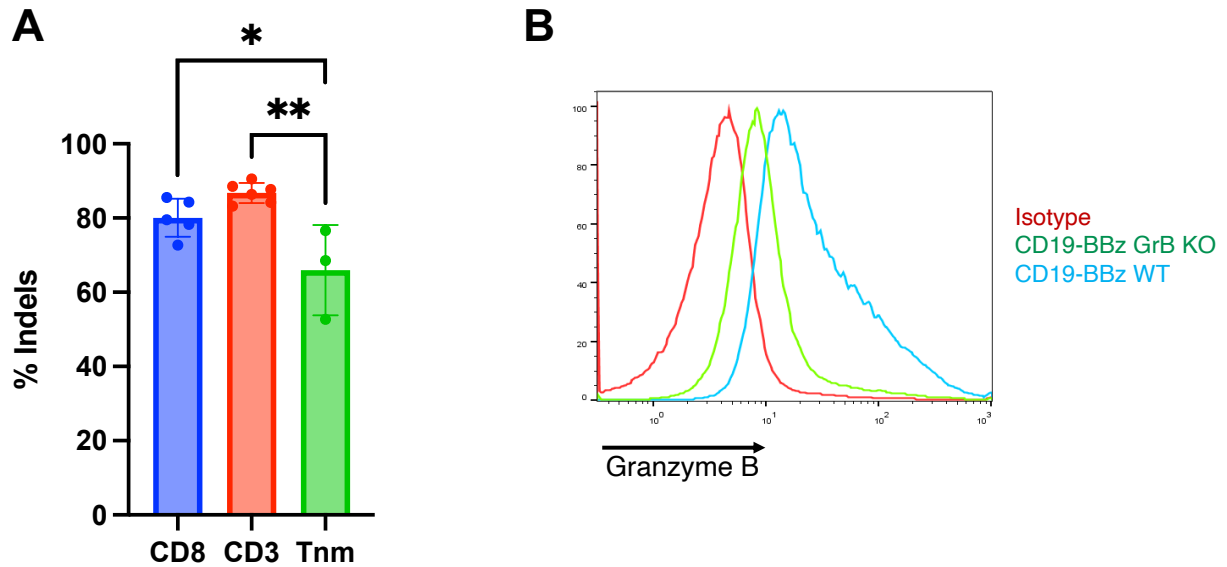 A
*
**
% Indels
100
80
60
40
20
0
CD8 CD3 Tnm
B
100
80
60
40
20
0
10⁰ 10¹ 10² 10³
Granzyme B
Isotype
CD19-BBz GrB KO
CD19-BBz WT